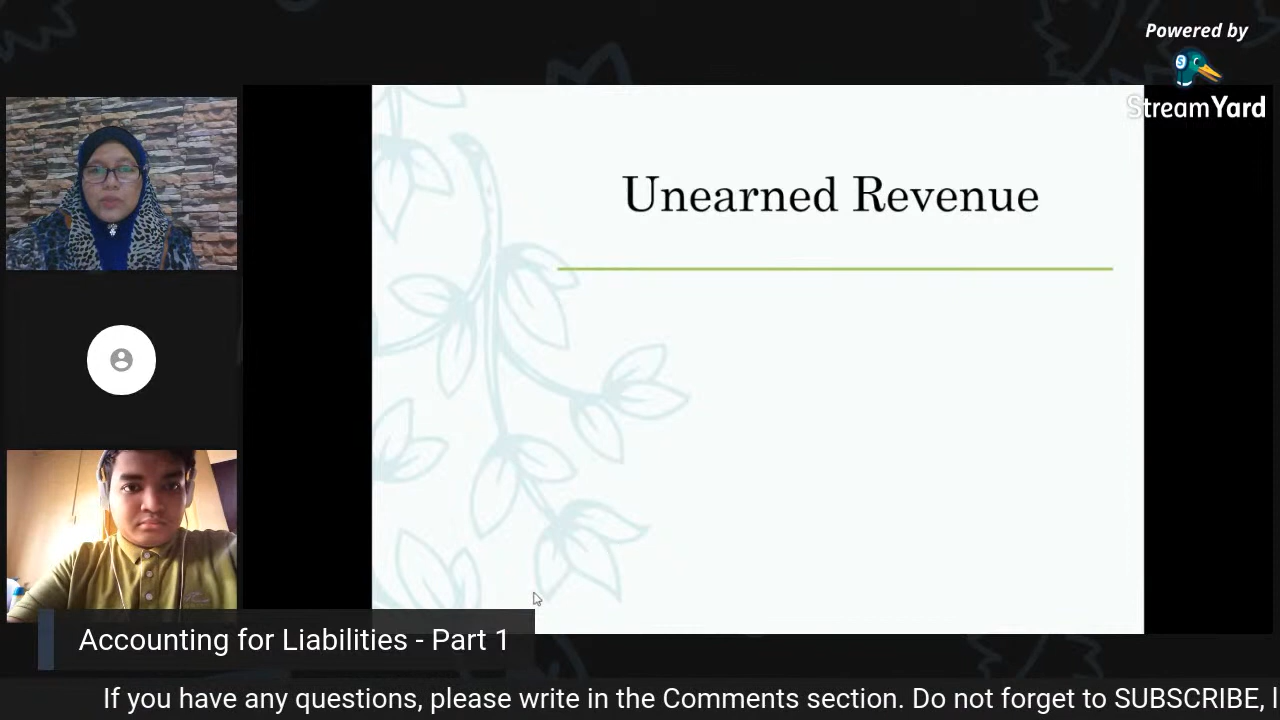 Powered by
StreamYard
Unearned Revenue
Accounting for Liabilities - Part 1
If you have any questions, please write in the Comments section. Do not forget to SUBSCRIBE, l